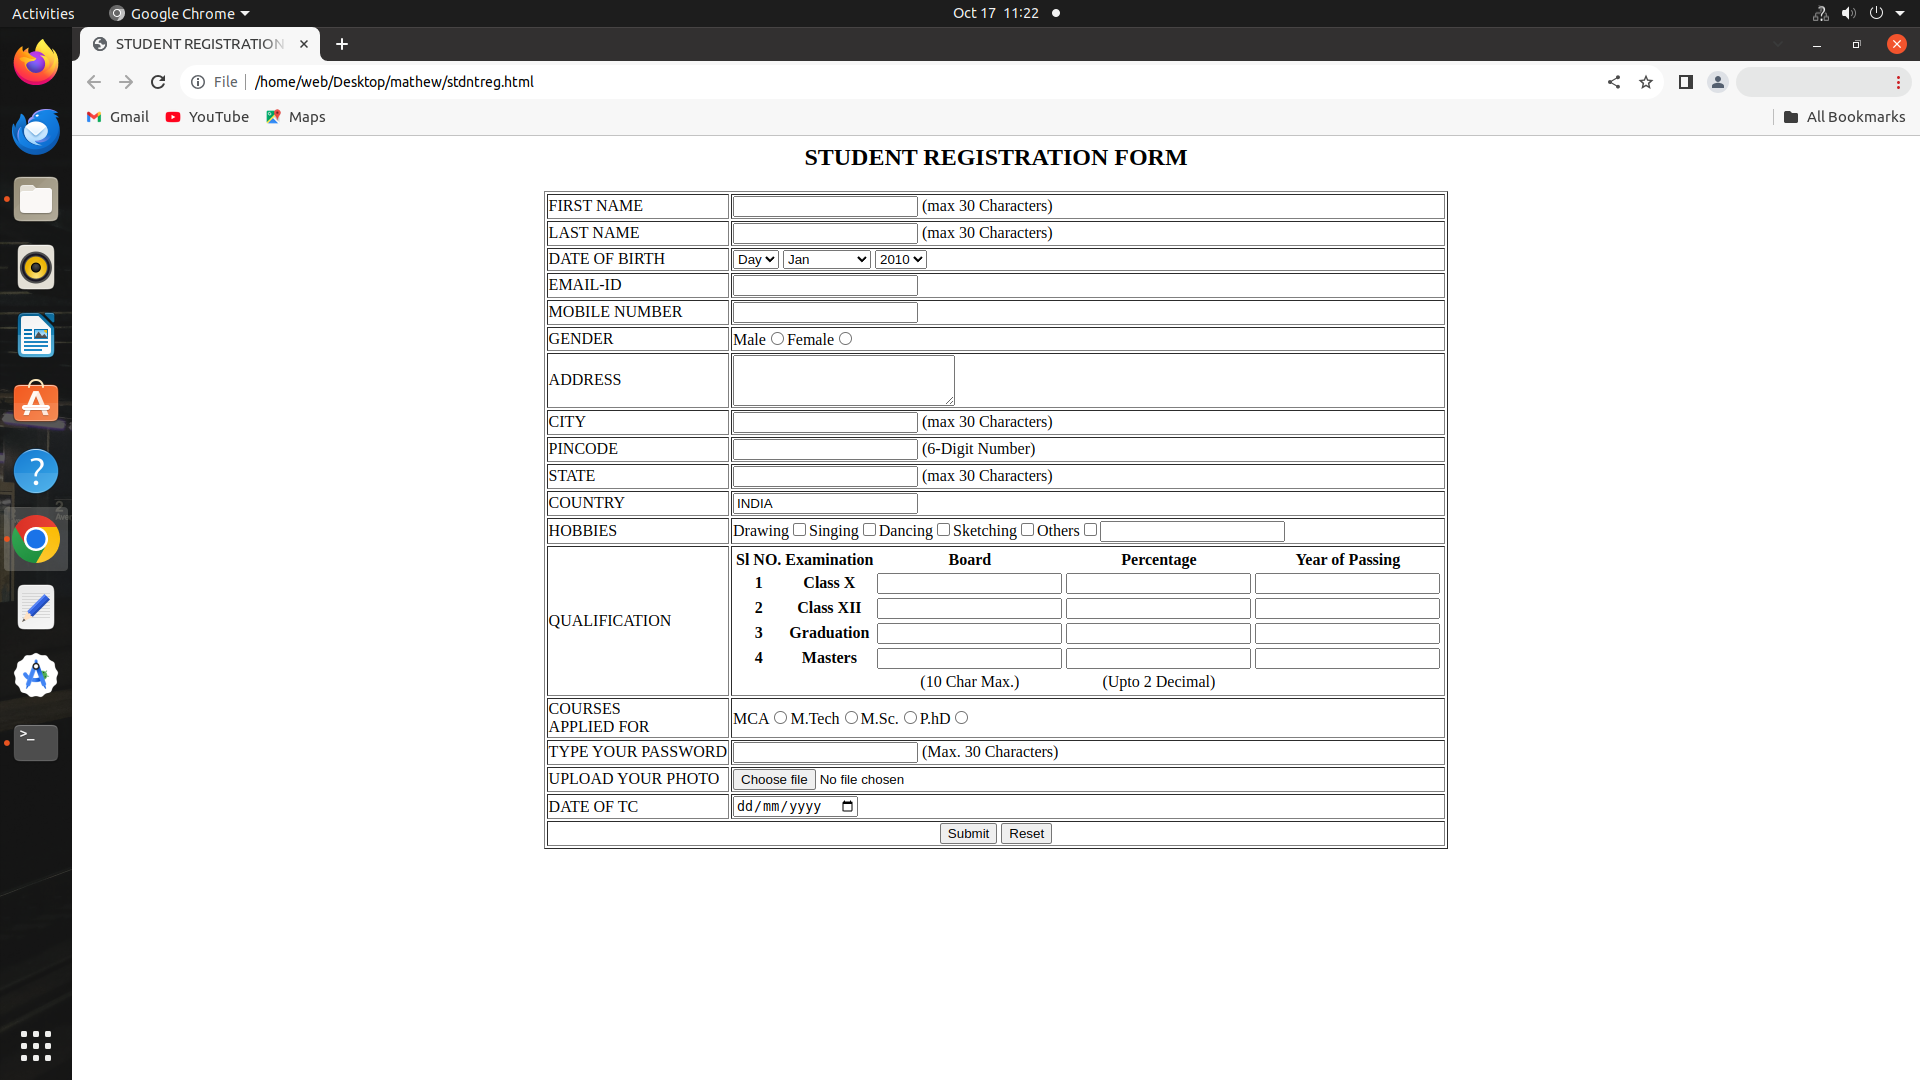 Activities Google Chrome Oct 17 11:22
STUDENT REGISTRATION
File /home/web/Desktop/mathew/stdntreg.html
Gmail YouTube Maps All Bookmarks
STUDENT REGISTRATION FORM
FIRST NAME (max 30 Characters)
LAST NAME (max 30 Characters)
DATE OF BIRTH Day Jan 2010
EMAIL-ID
MOBILE NUMBER
GENDER Male Female
ADDRESS
CITY (max 30 Characters)
PINCODE (6-Digit Number)
STATE (max 30 Characters)
COUNTRY INDIA
HOBBIES Drawing Singing Dancing Sketching Others
QUALIFICATION
Sl NO. Examination Board Percentage Year of Passing
1 Class X
2 Class XII
3 Graduation
4 Masters
(10 Char Max.) (Upto 2 Decimal)
COURSES
APPLIED FOR
MCA M.Tech M.Sc. P.hD
TYPE YOUR PASSWORD (Max. 30 Characters)
UPLOAD YOUR PHOTO Choose file No file chosen
DATE OF TC dd/mm/yyyy
Submit Reset